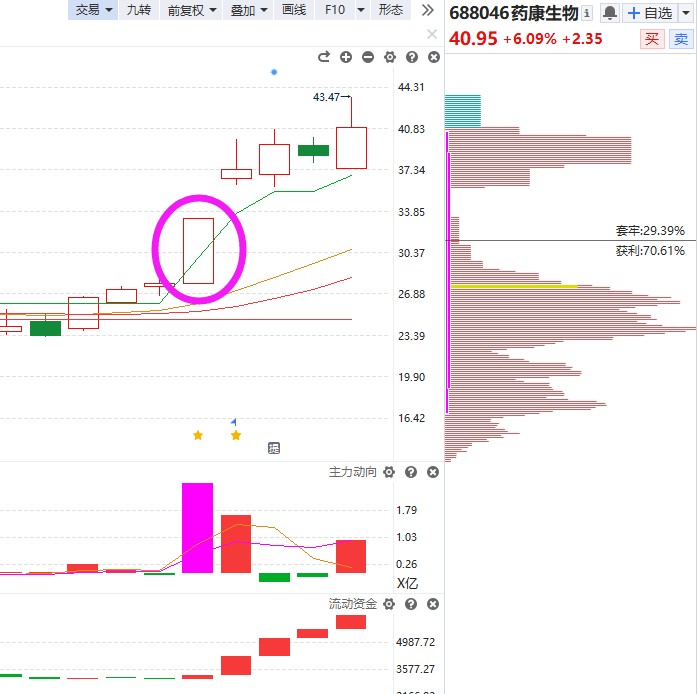 交易 九转 前复权 叠加 画线 F10 形态
688046药康生物 自选
40.95 +6.09% +2.35 买 卖
44.31
43.47
40.83
37.34
33.85
套牢:29.39%
获利:70.61%
30.37
26.88
23.39
19.90
16.42
主力动向
1.79
1.03
0.26
X亿
流动资金
4987.72
3577.27